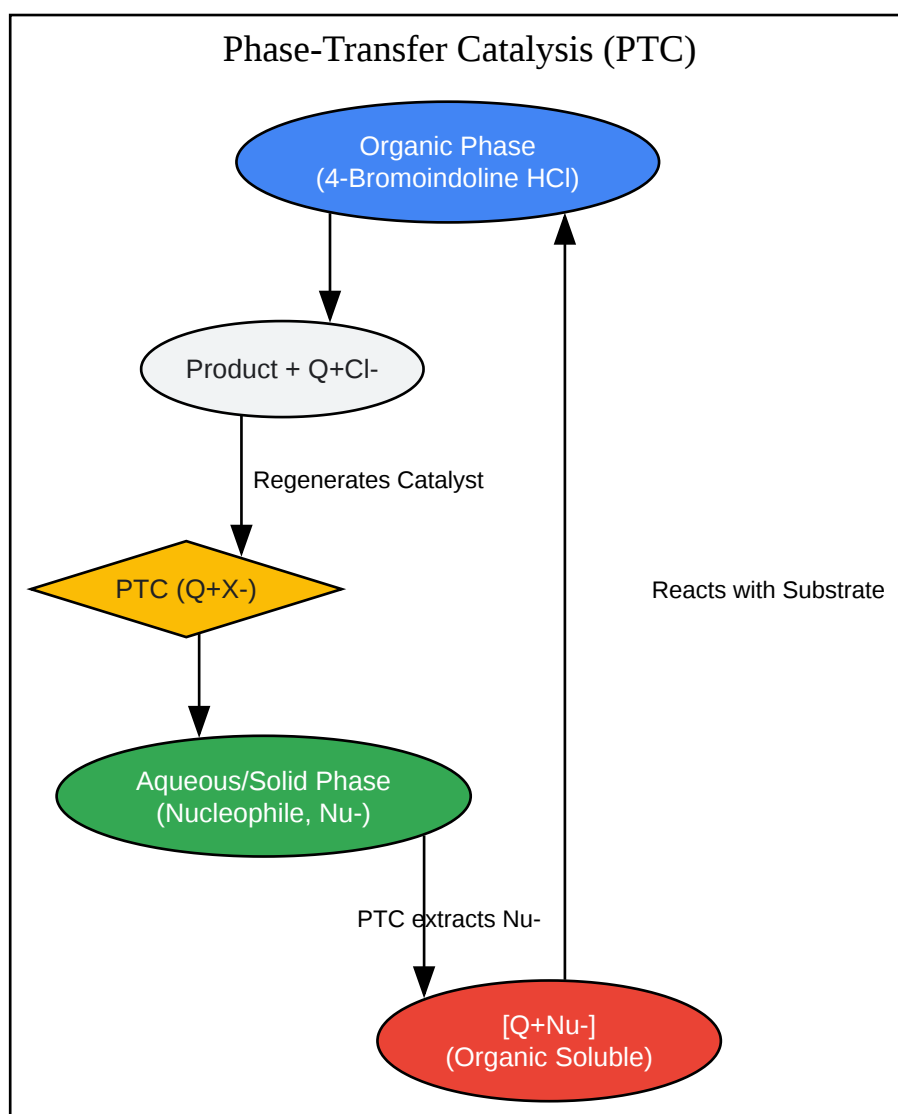 Phase-Transfer Catalysis (PTC)
Organic Phase
(4-Bromoindoline HCl)
Product + Q+Cl-
Regenerates Catalyst
PTC (Q+X-)
Reacts with Substrate
Aqueous/Solid Phase
(Nucleophile, Nu-)
PTC extracts Nu-
[Q+Nu-]
(Organic Soluble)